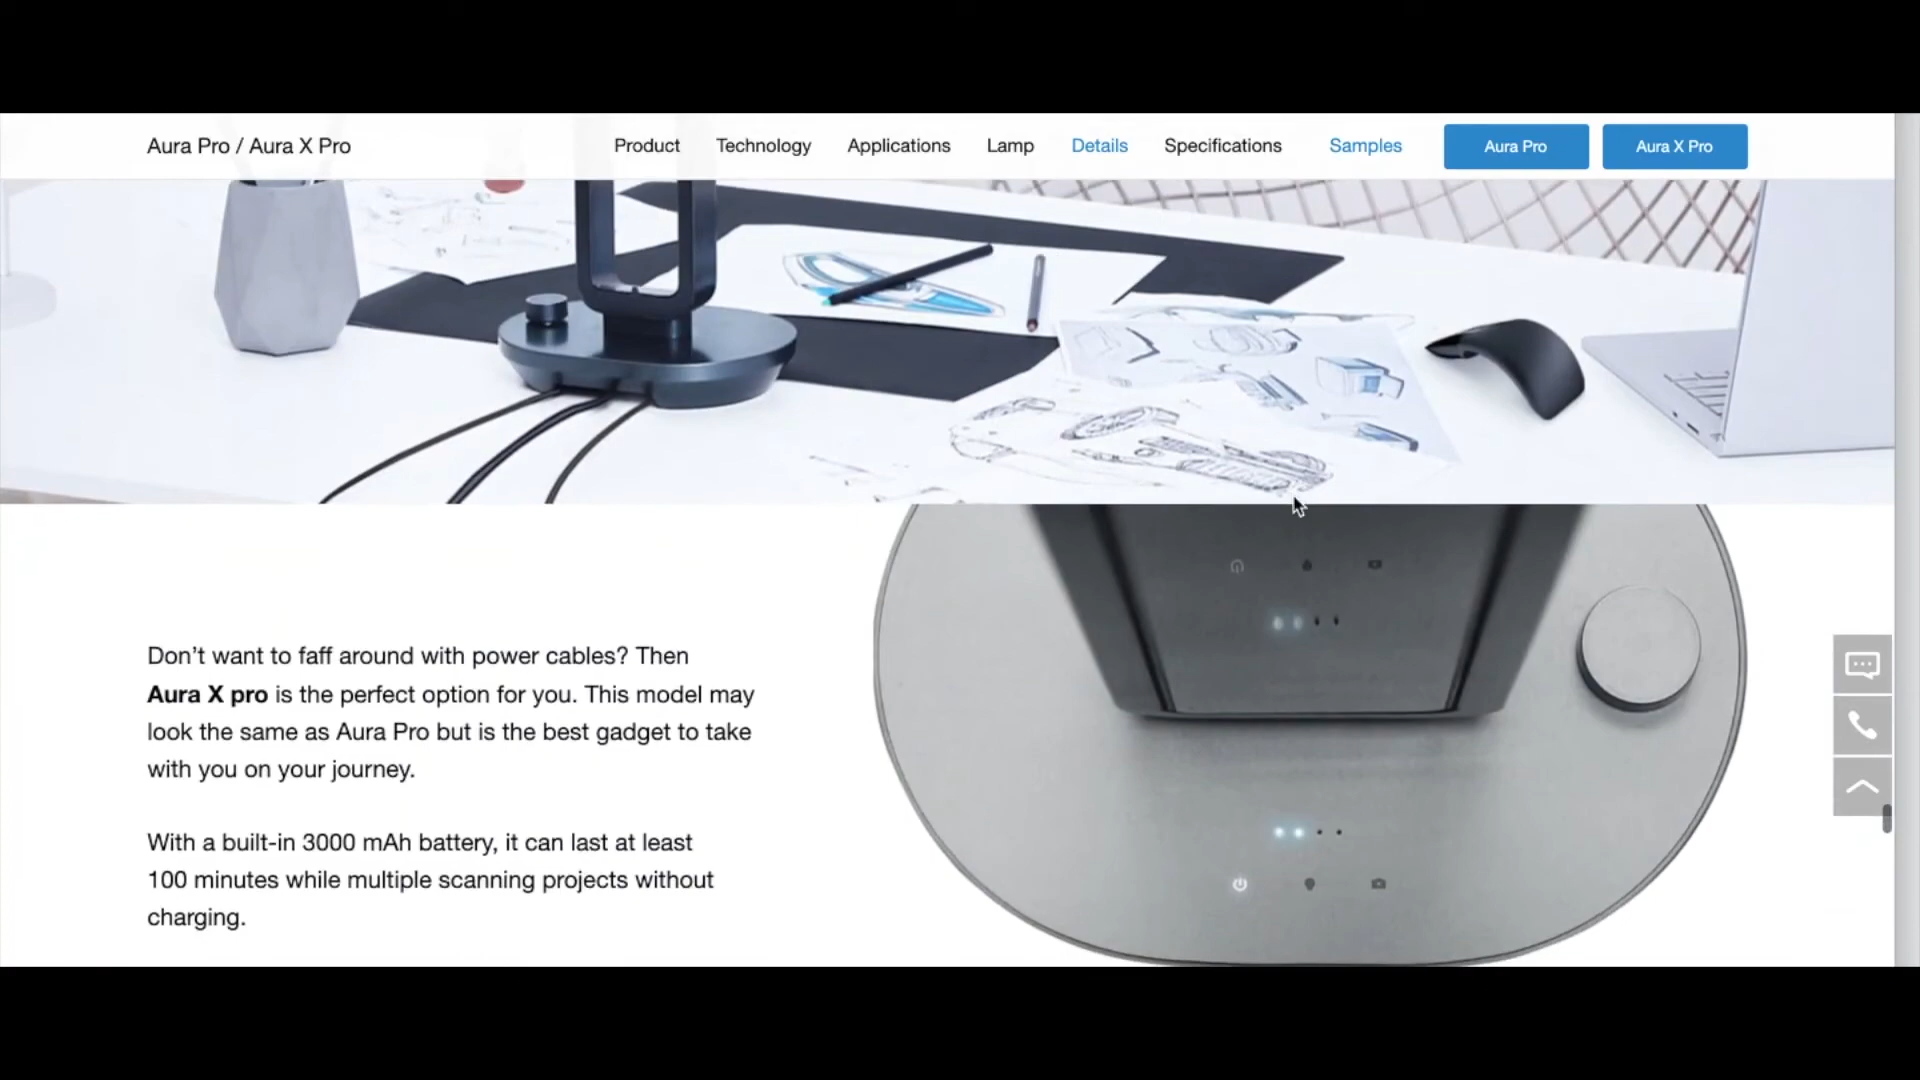 Aura Pro / Aura X Pro
Product
Technology
Applications
Lamp
Details
Specifications
Samples
Aura Pro
Aura X Pro
Don’t want to faff around with power cables? Then
Aura X pro is the perfect option for you. This model may
look the same as Aura Pro but is the best gadget to take
with you on your journey.
With a built-in 3000 mAh battery, it can last at least
100 minutes while multiple scanning projects without
charging.